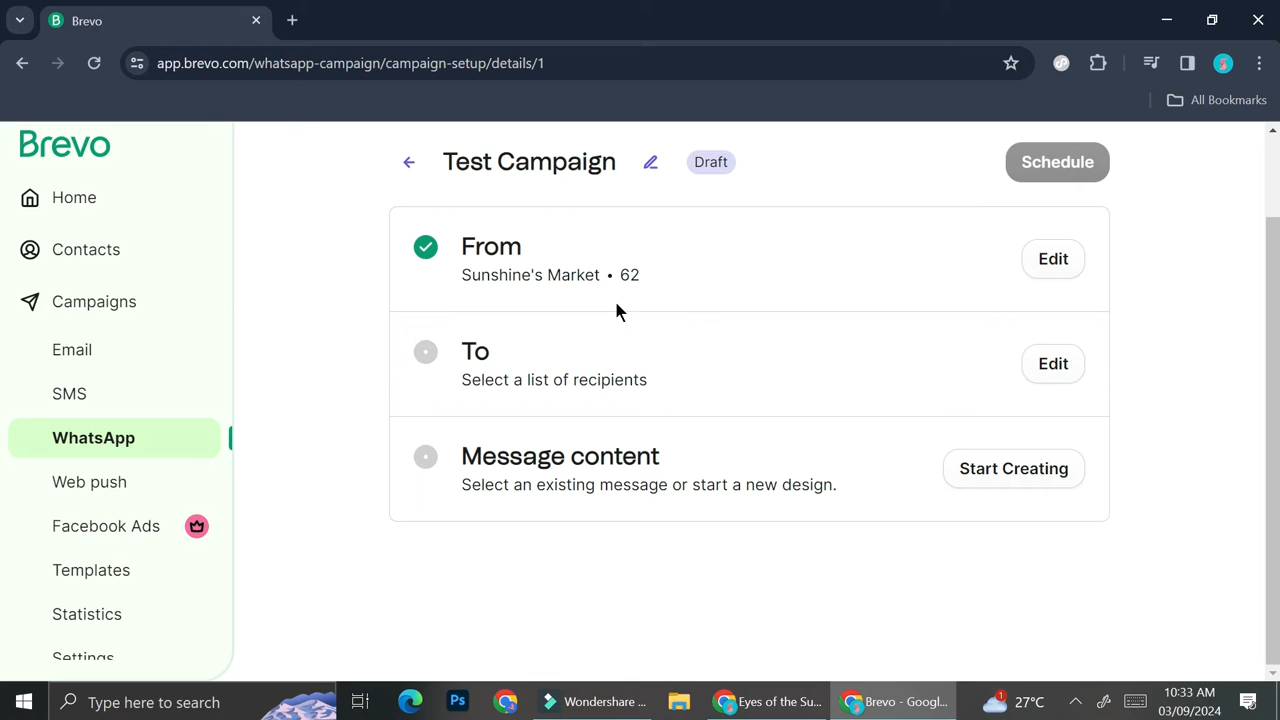 Brevo
app.brevo.com/whatsapp-campaign/campaign-setup/details/1
All Bookmarks
Brevo
Home
Contacts
Campaigns
Email
SMS
WhatsApp
Web push
Facebook Ads
Templates
Statistics
Settings
Test Campaign
Draft
Schedule
From
Sunshine's Market • 62
Edit
To
Select a list of recipients
Edit
Message content
Select an existing message or start a new design.
Start Creating
Type here to search
Ps
Wondershare ...
Eyes of the Su...
Brevo - Googl...
1
27°C
10:33 AM
03/09/2024